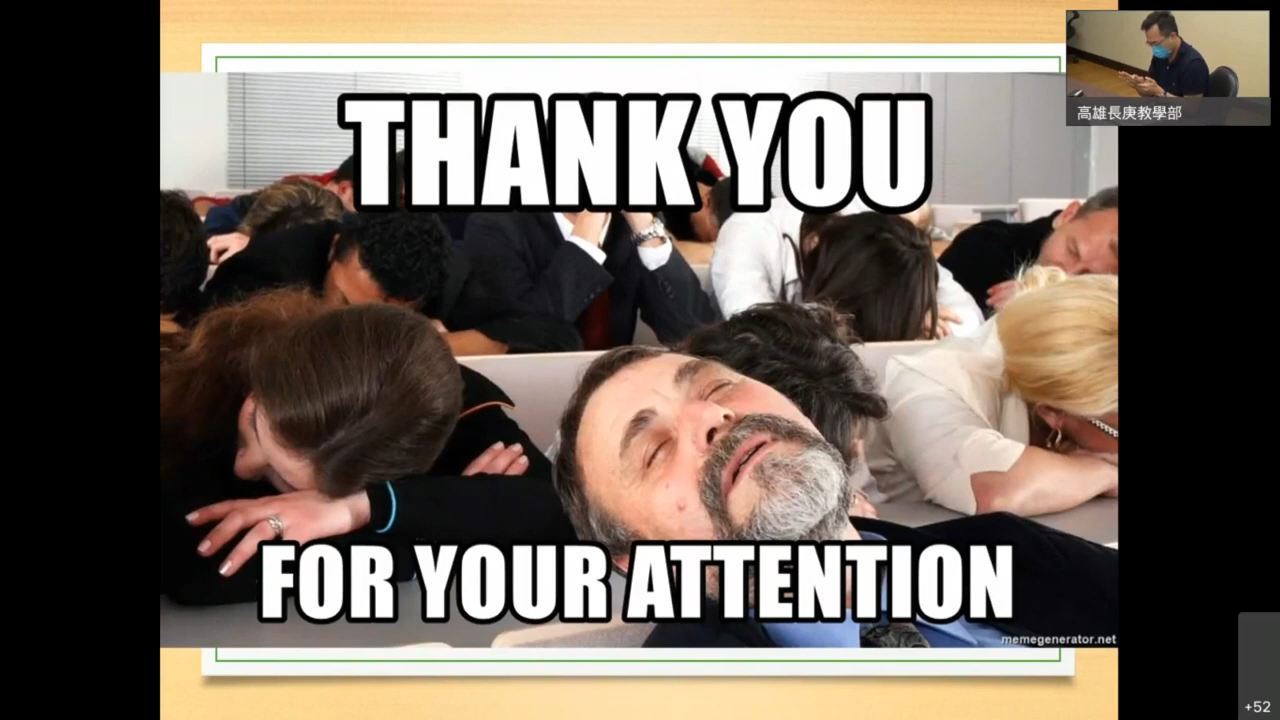 THANK YOU
高雄長庚教學部
FOR YOUR ATTENTION
memegenerator.net
+52